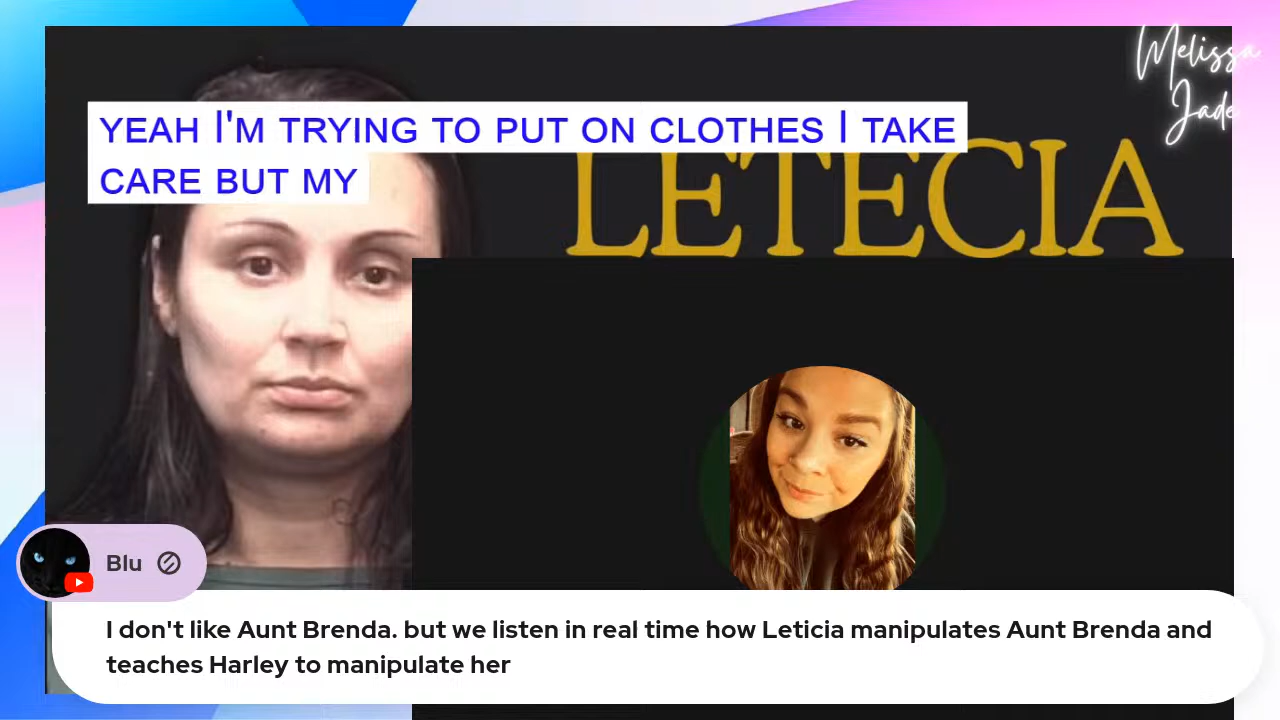 Melissa
Jade
YEAH I'M TRYING TO PUT ON CLOTHES I TAKE
CARE BUT MY
LETECIA
Blu
I don't like Aunt Brenda. but we listen in real time how Leticia manipulates Aunt Brenda and
teaches Harley to manipulate her